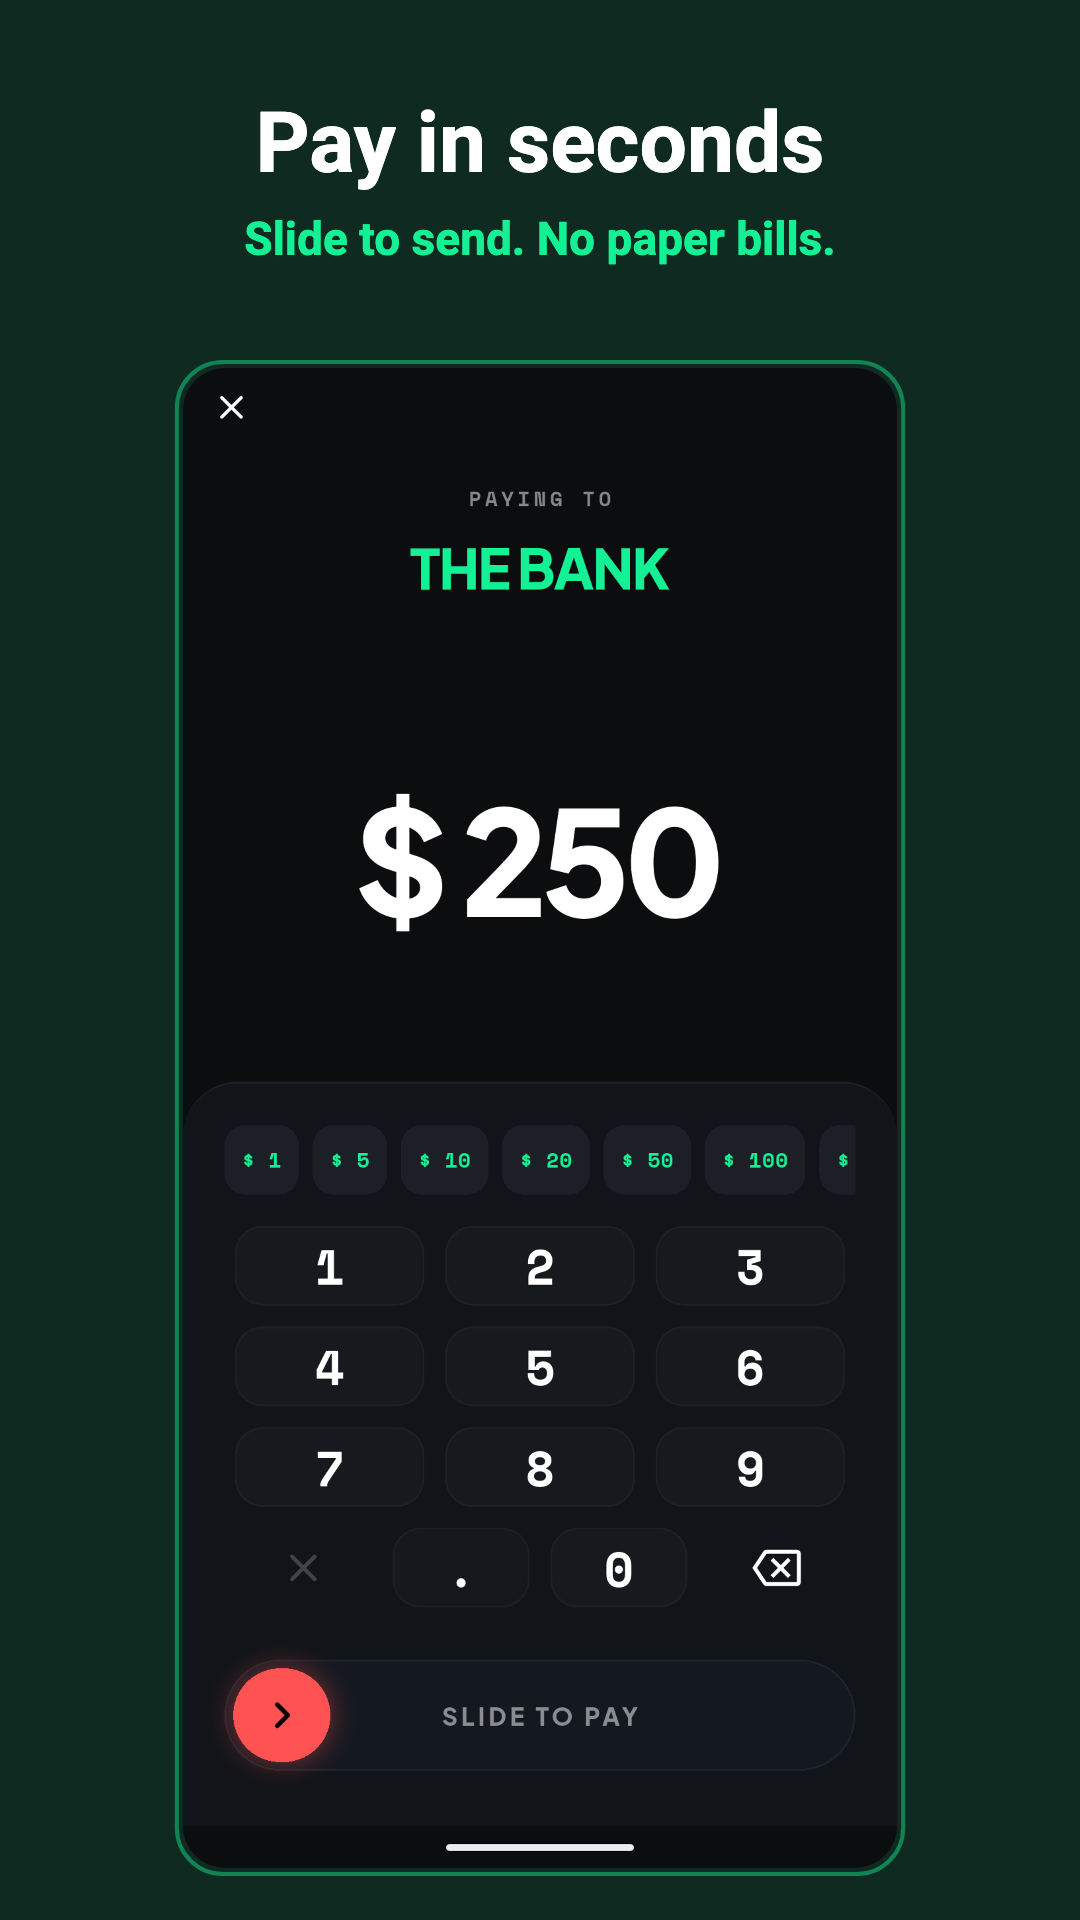 Pay in seconds
Slide to send. No paper bills.
PAYING TO
THE BANK
$ 250
$ 1 $ 5 $ 10 $ 20 $ 50 $ 100 $
1 2 3
4 5 6
7 8 9
. 0
SLIDE TO PAY